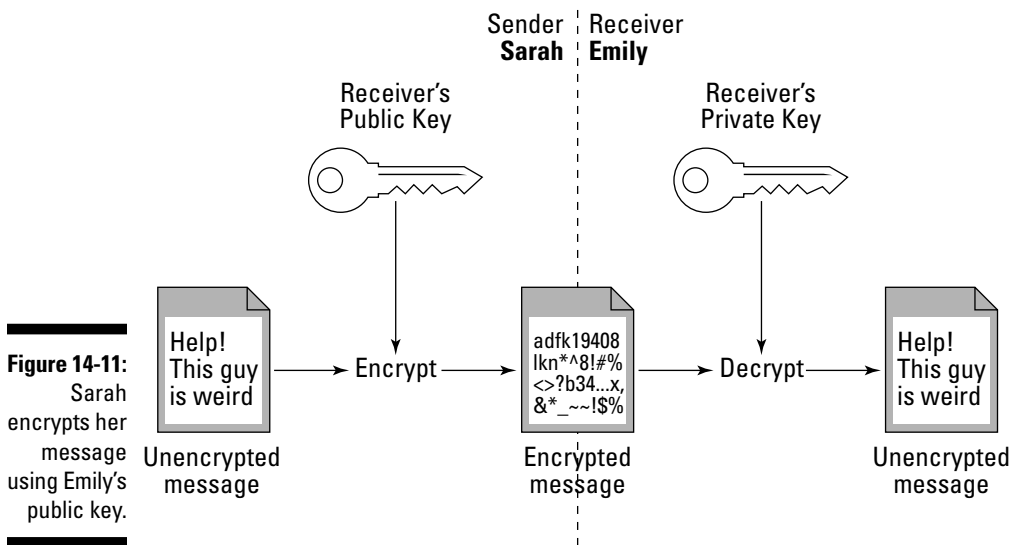 Sender
Sarah
Receiver
Emily
Receiver's
Public Key
Receiver's
Private Key
Help!
This guy
is weird
Unencrypted
message
Encrypt
adfk19408
lkn*^8!#%
<>?b34...x,
&*_~~!$%
Encrypted
message
Decrypt
Help!
This guy
is weird
Unencrypted
message
Figure 14-11:
Sarah
encrypts her
message
using Emily's
public key.